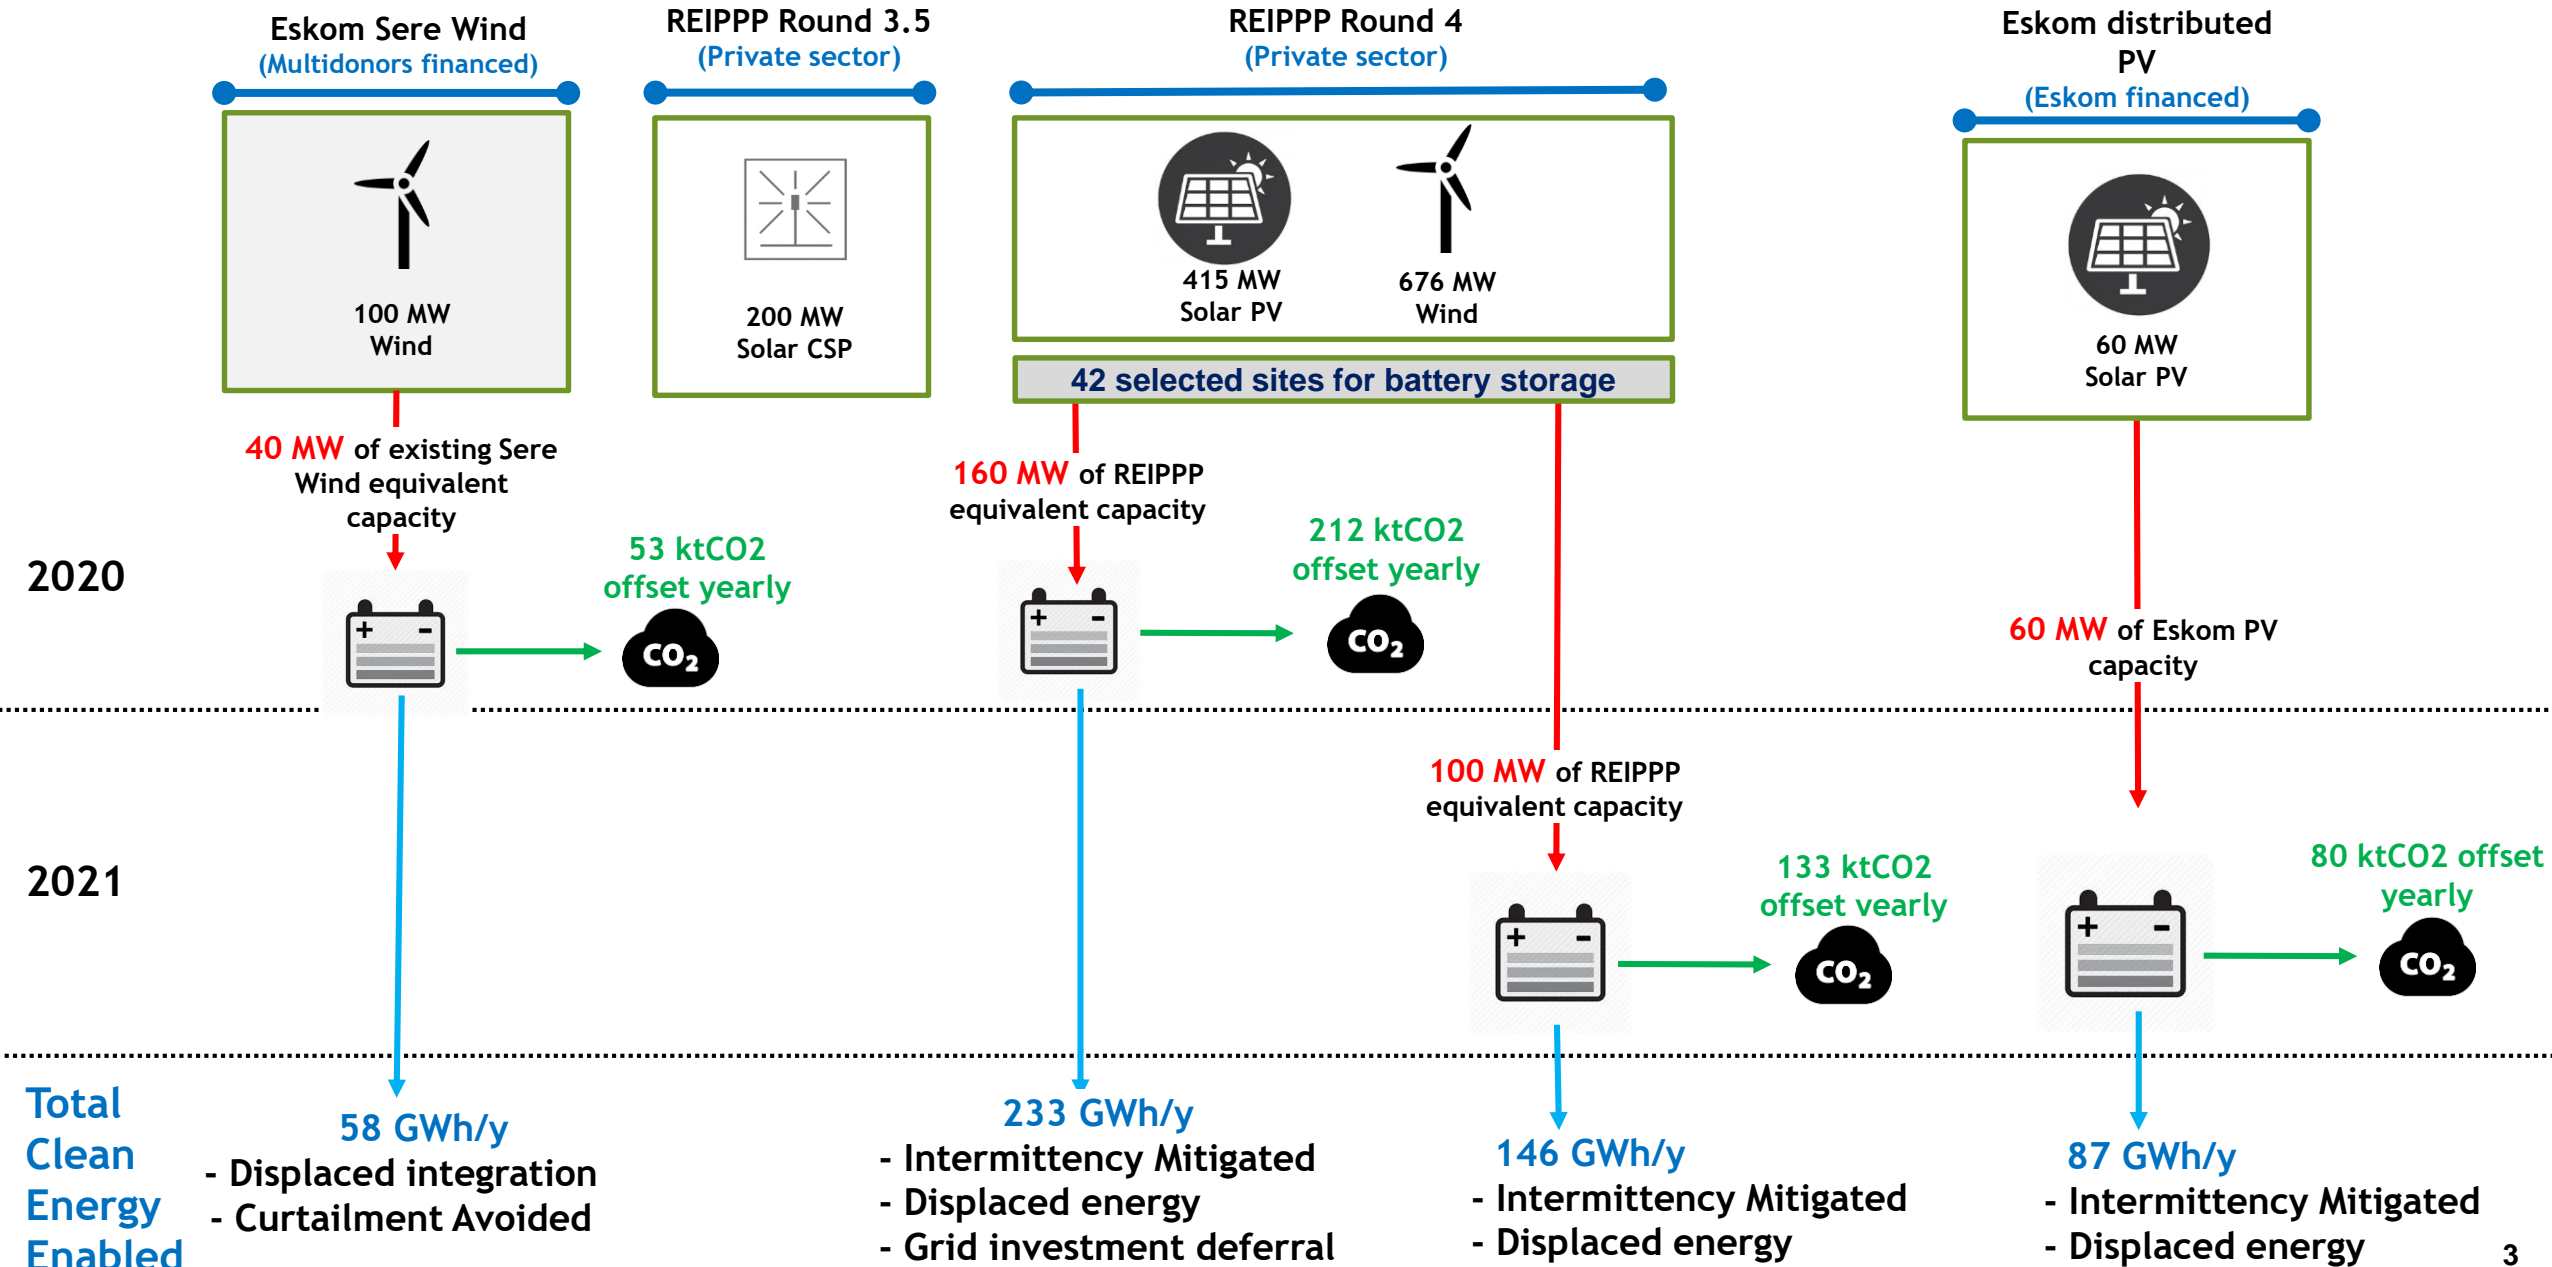 Eskom Sere Wind
(Multidonors financed)
REIPPP Round 3.5
(Private sector)
REIPPP Round 4
(Private sector)
Eskom distributed
PV
(Eskom financed)
100 MW
Wind
200 MW
Solar CSP
415 MW
Solar PV
676 MW
Wind
60 MW
Solar PV
42 selected sites for battery storage
40 MW of existing Sere
Wind equivalent
capacity
160 MW of REIPPP
equivalent capacity
2020
53 ktCO2
offset yearly
212 ktCO2
offset yearly
60 MW of Eskom PV
capacity
+ -
CO2
+ -
CO2
100 MW of REIPPP
equivalent capacity
2021
133 ktCO2
offset vearly
80 ktCO2 offset
yearly
+ -
CO2
+ -
CO2
Total
Clean
Energy
Enabled
58 GWh/y
- Displaced integration
- Curtailment Avoided
233 GWh/y
- Intermittency Mitigated
- Displaced energy
- Grid investment deferral
146 GWh/y
- Intermittency Mitigated
- Displaced energy
87 GWh/y
- Intermittency Mitigated
- Displaced energy
3